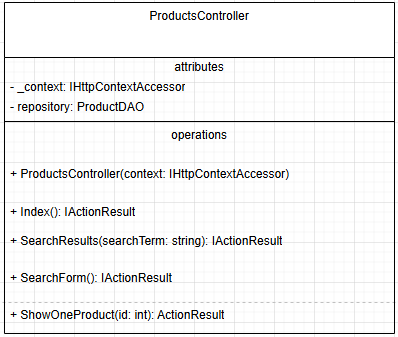 ProductsController
attributes
- _context: IHttpContextAccessor
- repository: ProductDAO
operations
+ ProductsController(context: IHttpContextAccessor)
+ Index(): IActionResult
+ SearchResults(searchTerm: string): IActionResult
+ SearchForm(): IActionResult
+ ShowOneProduct(id: int): ActionResult